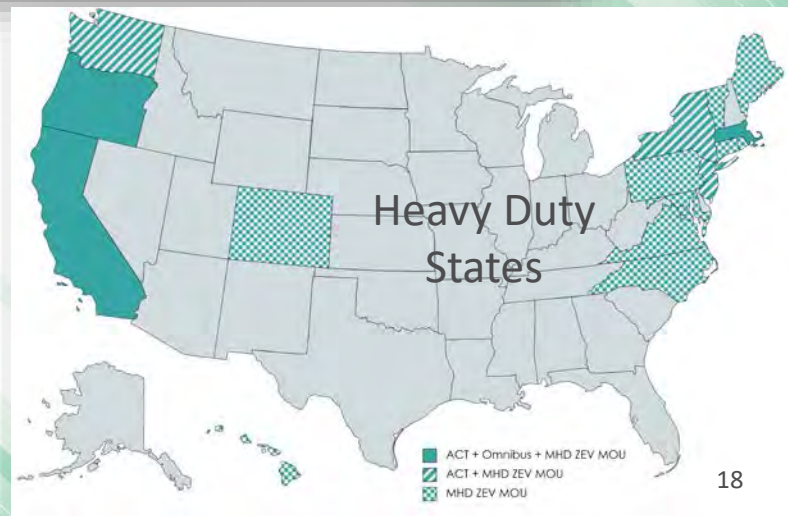 Heavy Duty
States
ACT + Omnibus + MHD ZEV MOU
ACT + MHD ZEV MOU
MHD ZEV MOU
18